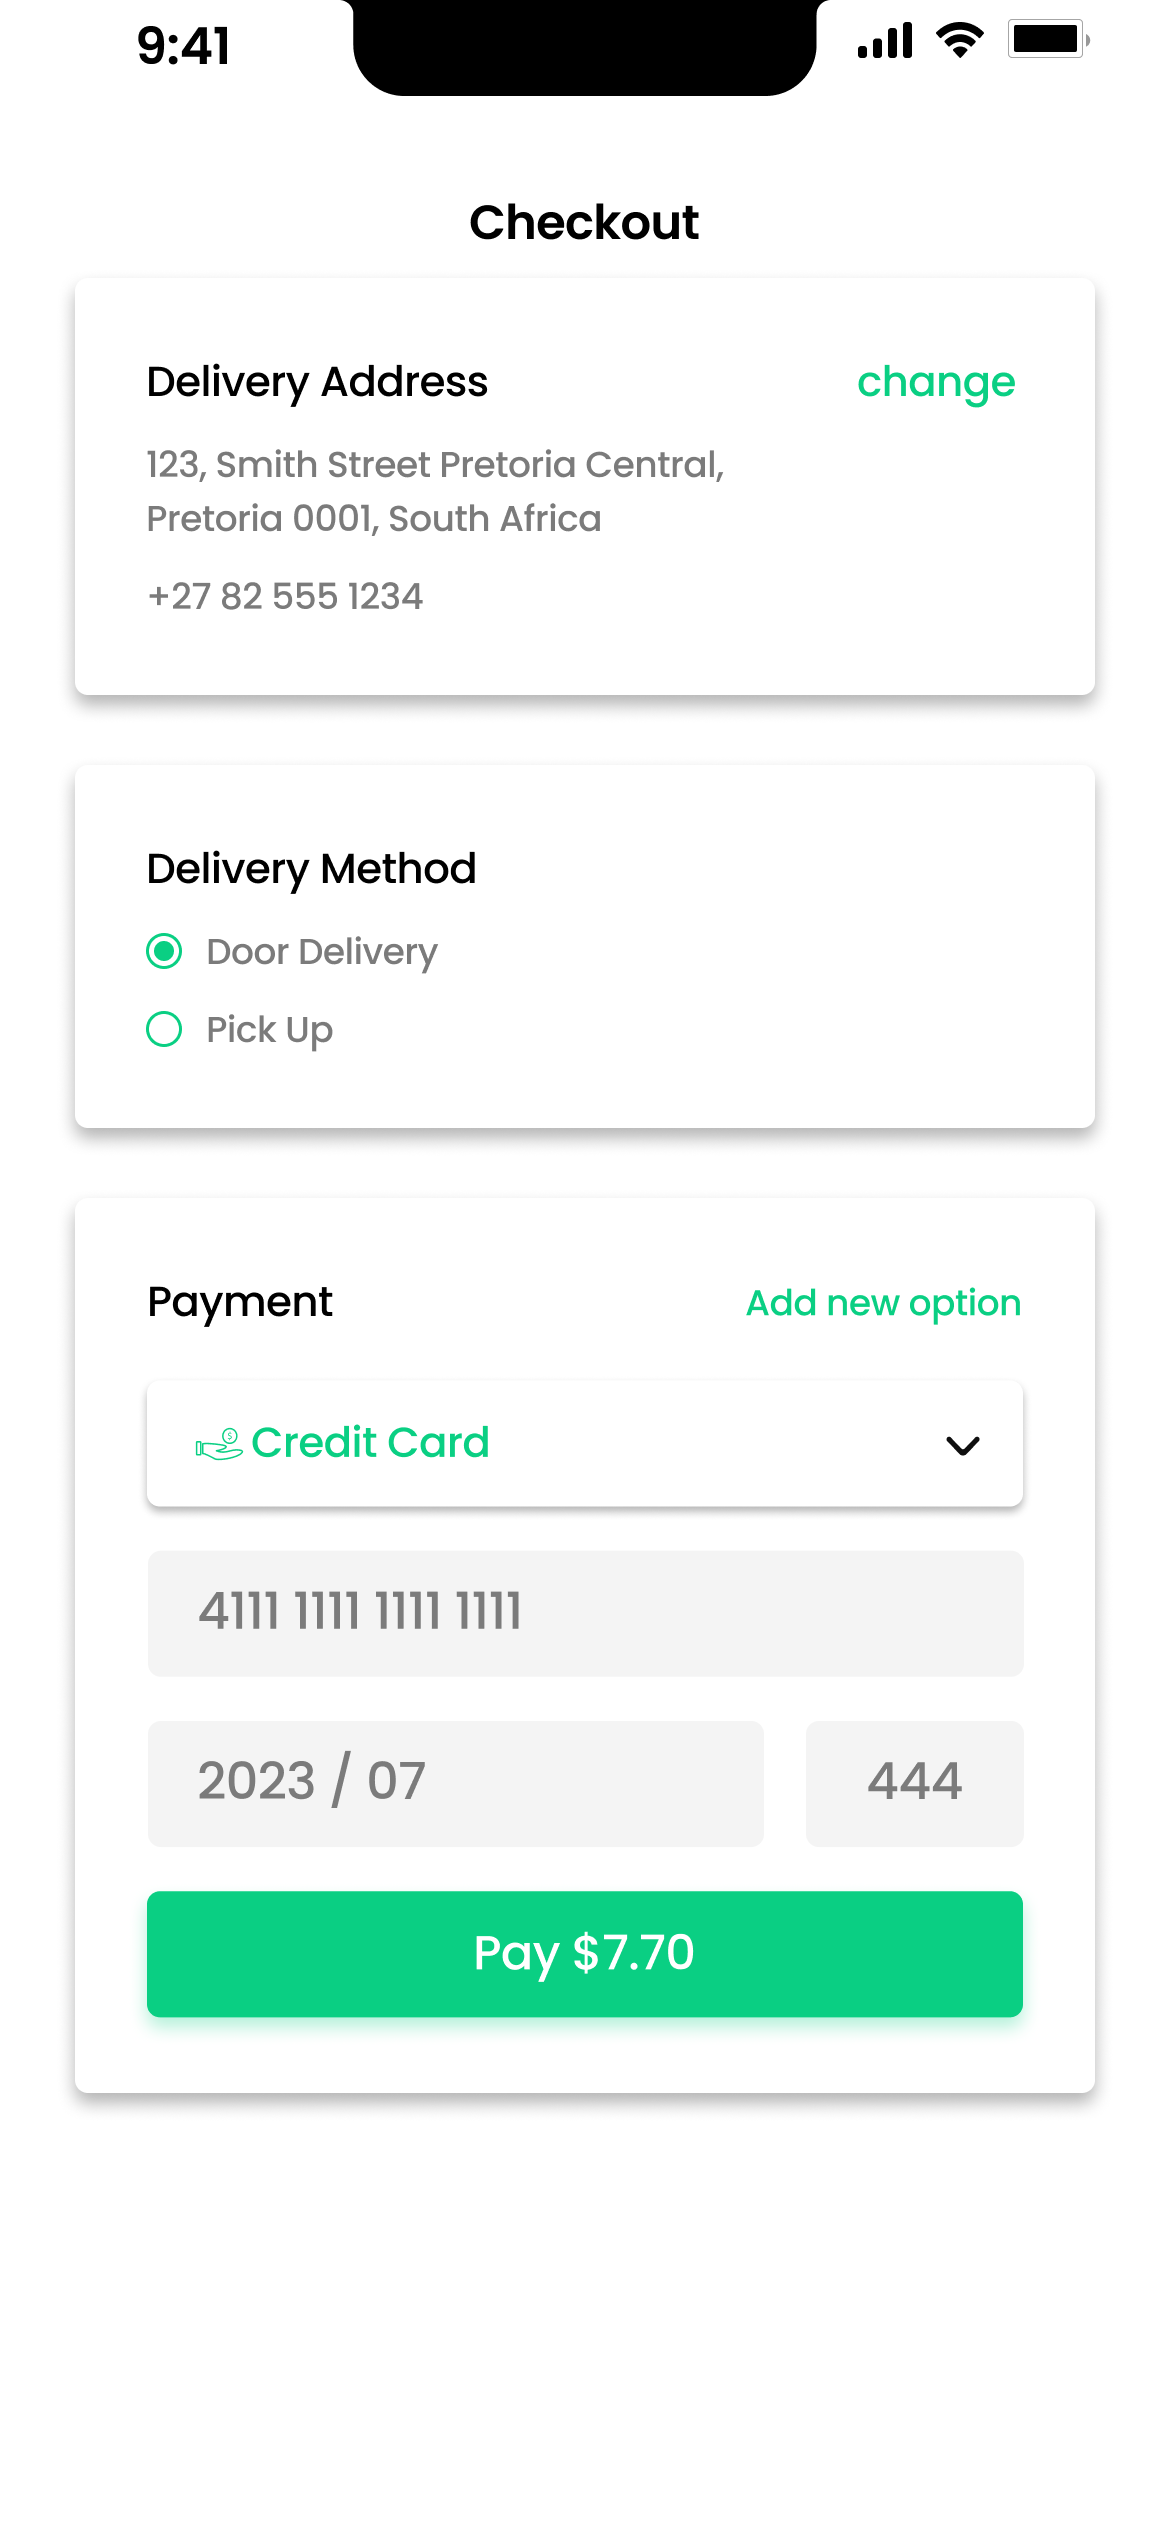 9:41
Checkout
Delivery Address
change
123, Smith Street Pretoria Central,
Pretoria 0001, South Africa
+27 82 555 1234
Delivery Method
Door Delivery
Pick Up
Payment
Add new option
$
Credit Card
4111 1111 1111 1111
2023 / 07
444
Pay $7.70